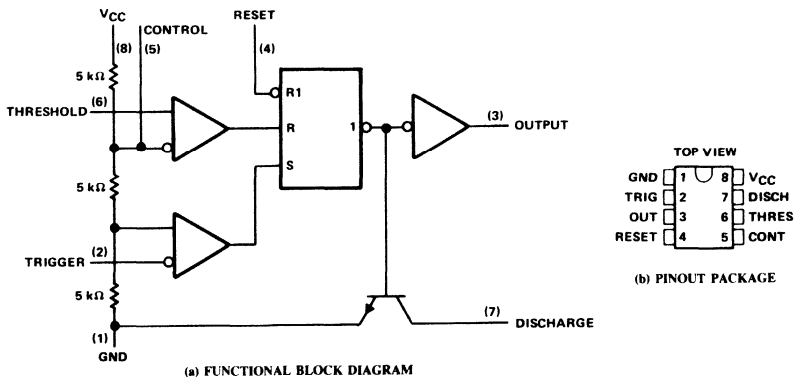 VCC
CONTROL
RESET
(8)
(5)
(4)
5 kΩ
THRESHOLD (6)
R1
R
1
S
(3)
OUTPUT
5 kΩ
(2)
TRIGGER
5 kΩ
(1)
GND
(7)
DISCHARGE
(a) FUNCTIONAL BLOCK DIAGRAM
TOP VIEW
GND 1 8 VCC
TRIG 2 7 DISCH
OUT 3 6 THRES
RESET 4 5 CONT
(b) PINOUT PACKAGE